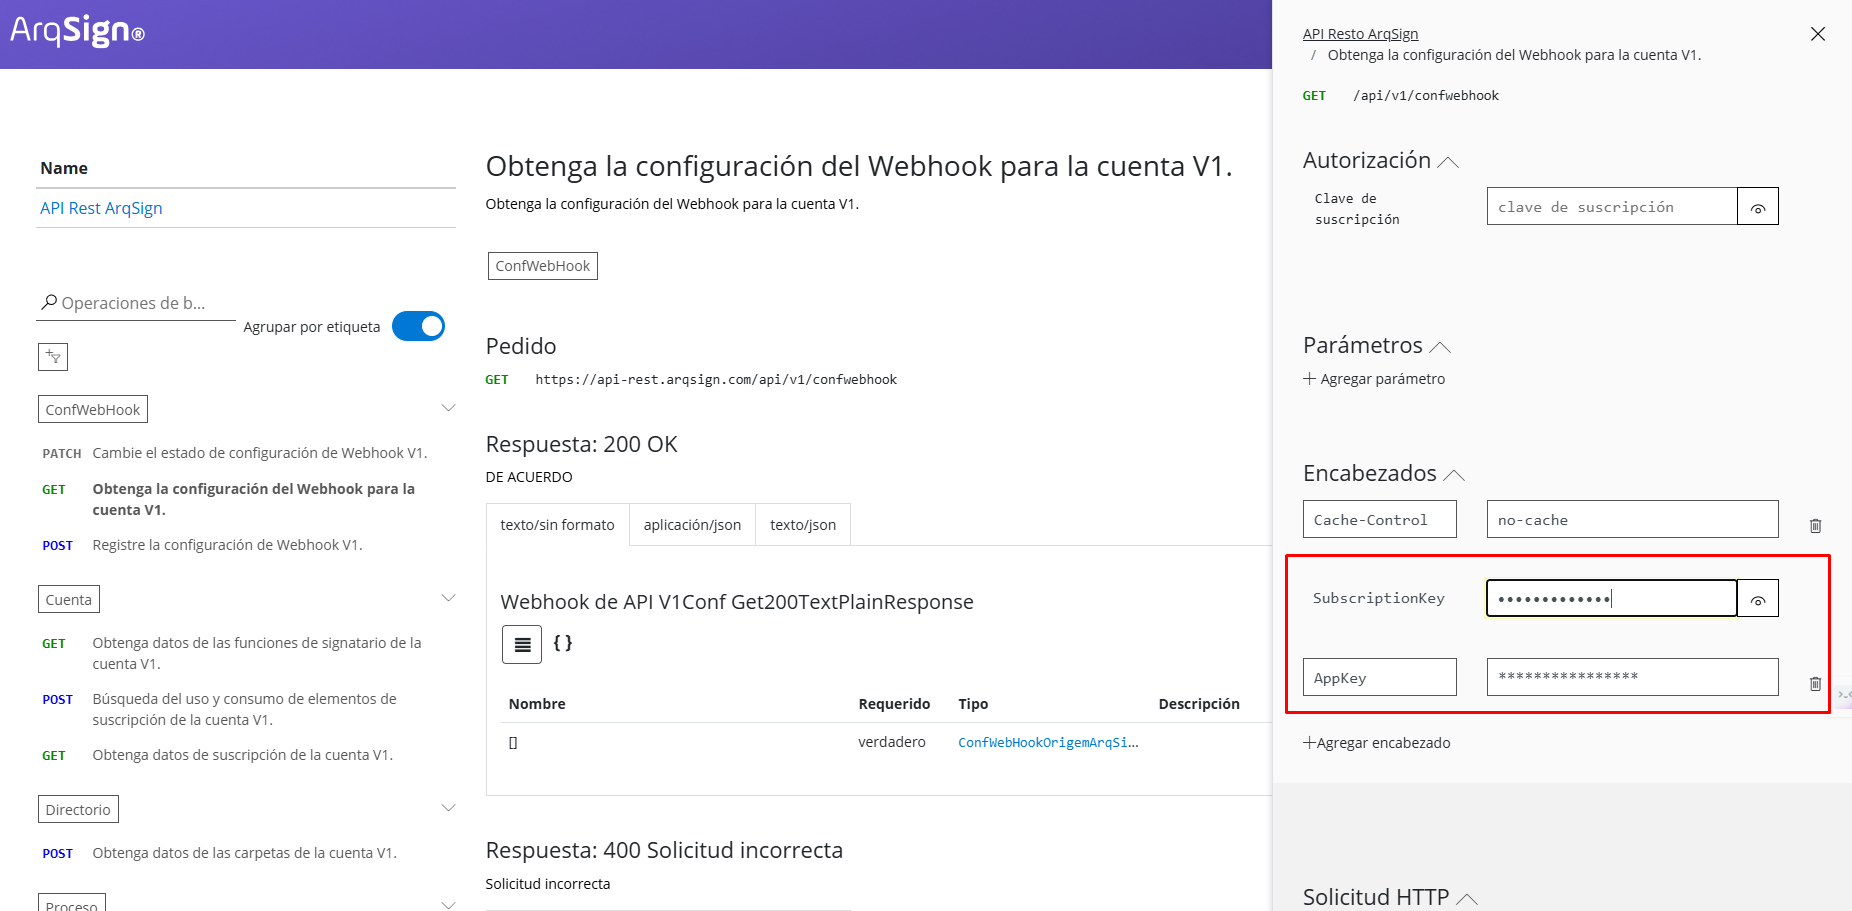 ArqSign®
Name
API Rest ArqSign
Operaciones de b...
Agrupar por etiqueta
ConfWebHook
PATCH Cambie el estado de configuración de Webhook V1.
GET Obtenga la configuración del Webhook para la
cuenta V1.
POST Registre la configuración de Webhook V1.
Cuenta
GET Obtenga datos de las funciones de signatario de la
cuenta V1.
POST Búsqueda del uso y consumo de elementos de
suscripción de la cuenta V1.
GET Obtenga datos de suscripción de la cuenta V1.
Directorio
POST Obtenga datos de las carpetas de la cuenta V1.
Proceso
Obtenga la configuración del Webhook para la cuenta V1.
Obtenga la configuración del Webhook para la cuenta V1.
ConfWebHook
Pedido
GET https://api-rest.arqsign.com/api/v1/confwebhook
Respuesta: 200 OK
DE ACUERDO
texto/sin formato aplicación/json texto/json
Webhook de API V1Conf Get200TextPlainResponse
{ }
Nombre Requerido Tipo Descripción
[] verdadero ConfWebHookOrigemArqSi...
Respuesta: 400 Solicitud incorrecta
Solicitud incorrecta
API Resto ArqSign
/ Obtenga la configuración del Webhook para la cuenta V1.
GET /api/v1/confwebhook
Autorización
Clave de
suscripción
clave de suscripción
Parámetros
+ Agregar parámetro
Encabezados
Cache-Control no-cache
SubscriptionKey •••••••••••••
AppKey ****************
+Agregar encabezado
Solicitud HTTP